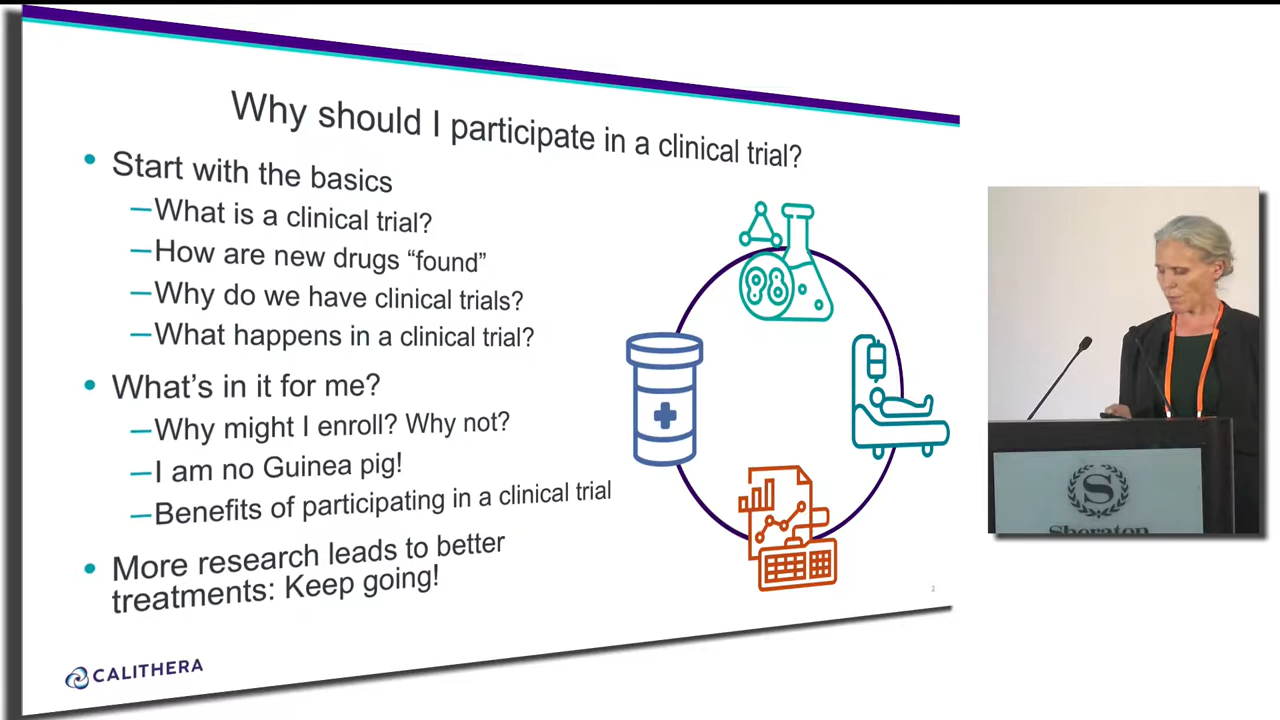 Why should I participate in a clinical trial?
• Start with the basics
—What is a clinical trial?
—How are new drugs “found”
—Why do we have clinical trials?
—What happens in a clinical trial?
• What’s in it for me?
—Why might I enroll? Why not?
—I am no Guinea pig!
—Benefits of participating in a clinical trial
• More research leads to better
treatments: Keep going!
2
CALITHERA
S
Sheraton